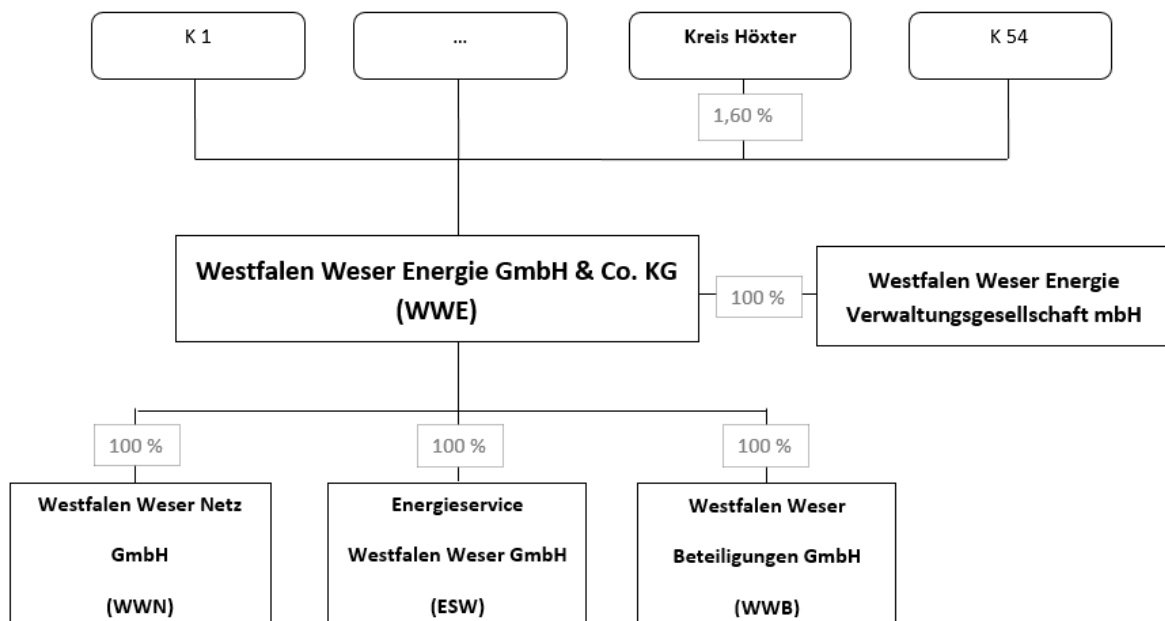 K 1
...
Kreis Höxter
K 54
1,60 %
Westfalen Weser Energie GmbH & Co. KG
(WWE)
100 %
Westfalen Weser Energie
Verwaltungsgesellschaft mbH
100 %
100 %
100 %
Westfalen Weser Netz
GmbH
(WWN)
Energieservice
Westfalen Weser GmbH
(ESW)
Westfalen Weser
Beteiligungen GmbH
(WWB)